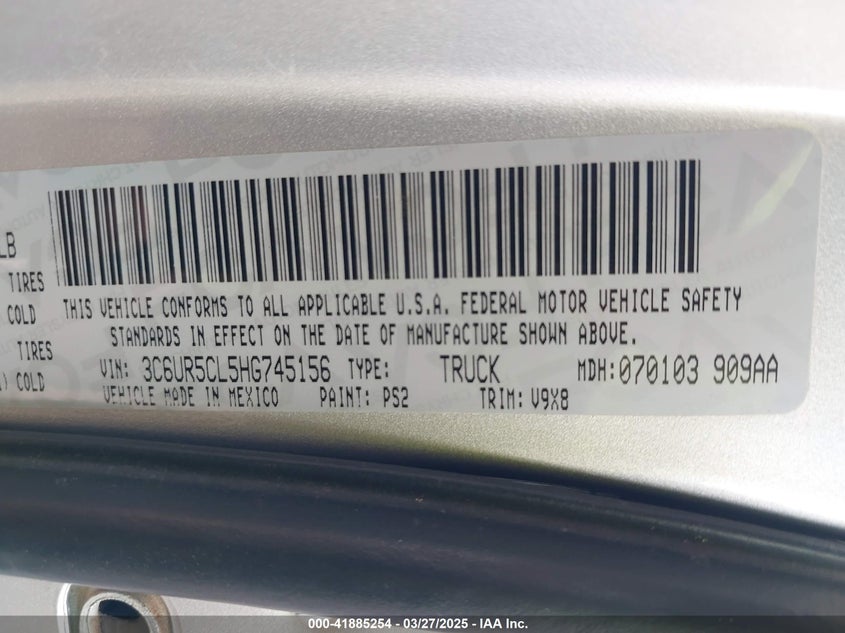 LB
TIRES
COLD
TIRES
) COLD
THIS VEHICLE CONFORMS TO ALL APPLICABLE U.S.A. FEDERAL MOTOR VEHICLE SAFETY
STANDARDS IN EFFECT ON THE DATE OF MANUFACTURE SHOWN ABOVE.
VIN: 3C6UR5CL5HG745156 TYPE: TRUCK MDH:070103 909AA
VEHICLE MADE IN MEXICO PAINT: PS2 TRIM: V9X8
000-41885254 - 03/27/2025 - IAA Inc.